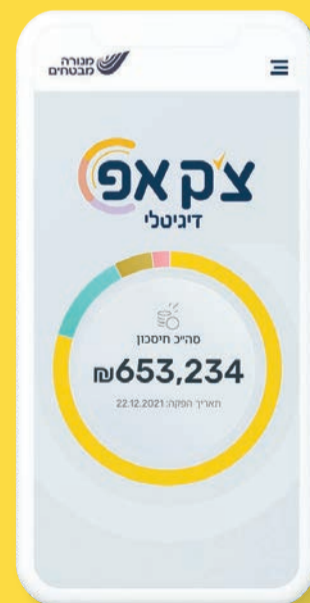 מנורה
מבטחים
צ'ק אפ
דיגיטלי
סה״כ חיסכון
₪653,234
תאריך הפקה: 22.12.2021